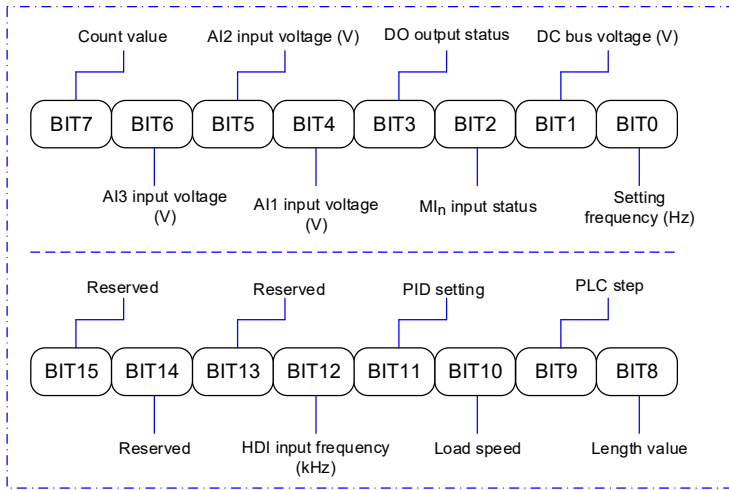 Count value
AI2 input voltage (V)
DO output status
DC bus voltage (V)
BIT7
BIT6
BIT5
BIT4
BIT3
BIT2
BIT1
BIT0
AI3 input voltage
(V)
AI1 input voltage
(V)
MIn input status
Setting
frequency (Hz)
Reserved
Reserved
PID setting
PLC step
BIT15
BIT14
BIT13
BIT12
BIT11
BIT10
BIT9
BIT8
Reserved
HDI input frequency
(kHz)
Load speed
Length value